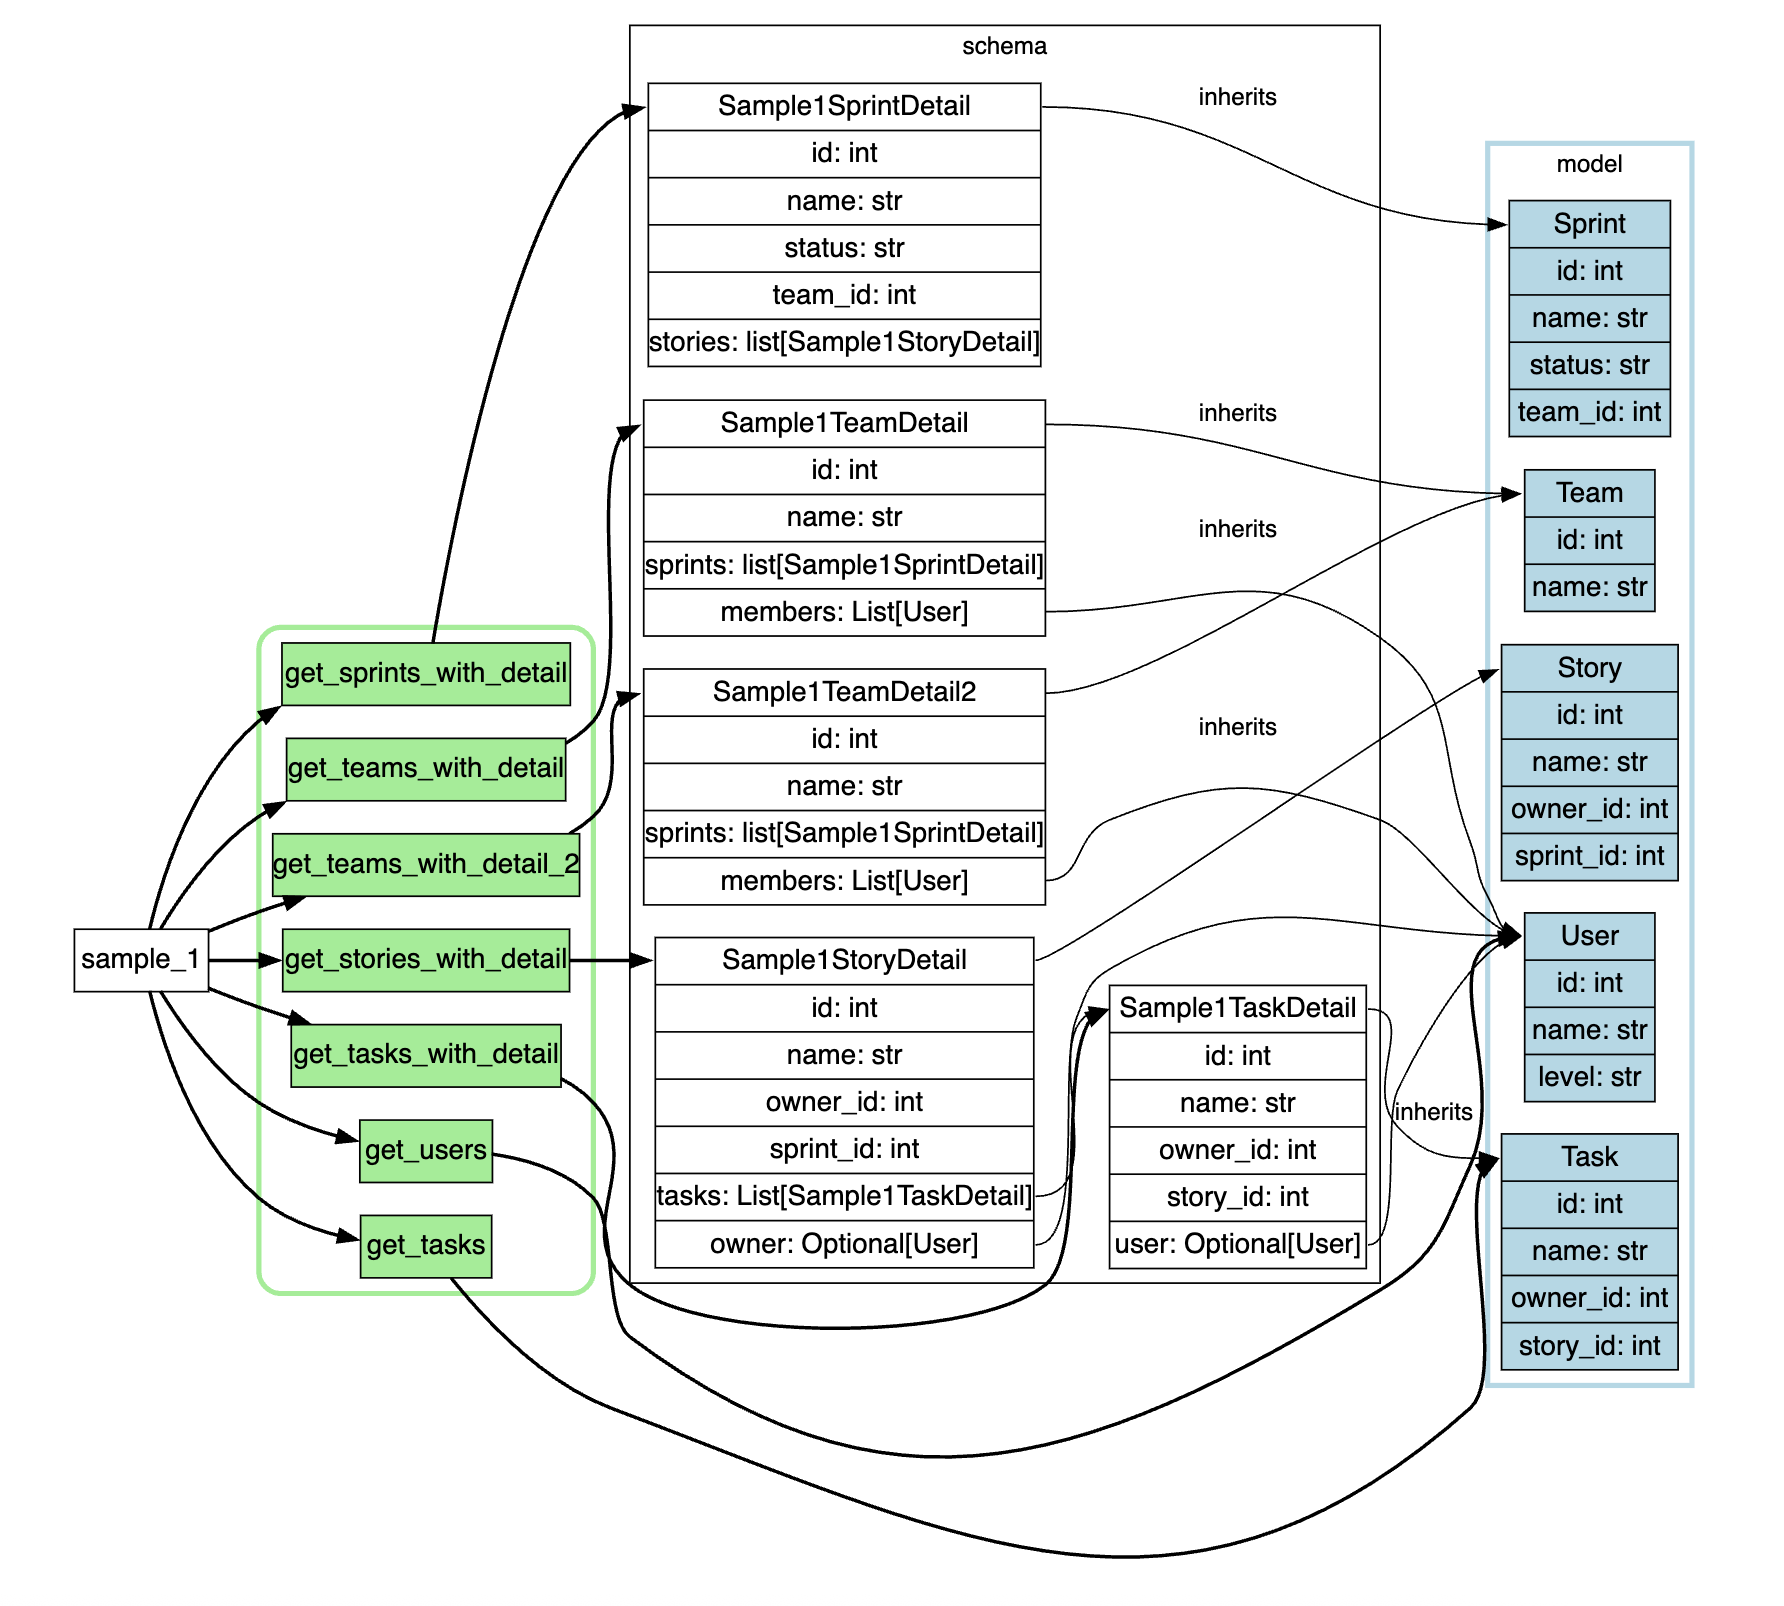 schema
Sample1SprintDetail
id: int
name: str
status: str
team_id: int
stories: list[Sample1StoryDetail]
inherits
Sample1TeamDetail
id: int
name: str
sprints: list[Sample1SprintDetail]
members: List[User]
inherits
inherits
Sample1TeamDetail2
id: int
name: str
sprints: list[Sample1SprintDetail]
members: List[User]
inherits
Sample1StoryDetail
id: int
name: str
owner_id: int
sprint_id: int
tasks: List[Sample1TaskDetail]
owner: Optional[User]
Sample1TaskDetail
id: int
name: str
owner_id: int
story_id: int
user: Optional[User]
inherits
sample_1
get_sprints_with_detail
get_teams_with_detail
get_teams_with_detail_2
get_stories_with_detail
get_tasks_with_detail
get_users
get_tasks
model
Sprint
id: int
name: str
status: str
team_id: int
Team
id: int
name: str
Story
id: int
name: str
owner_id: int
sprint_id: int
User
id: int
name: str
level: str
Task
id: int
name: str
owner_id: int
story_id: int